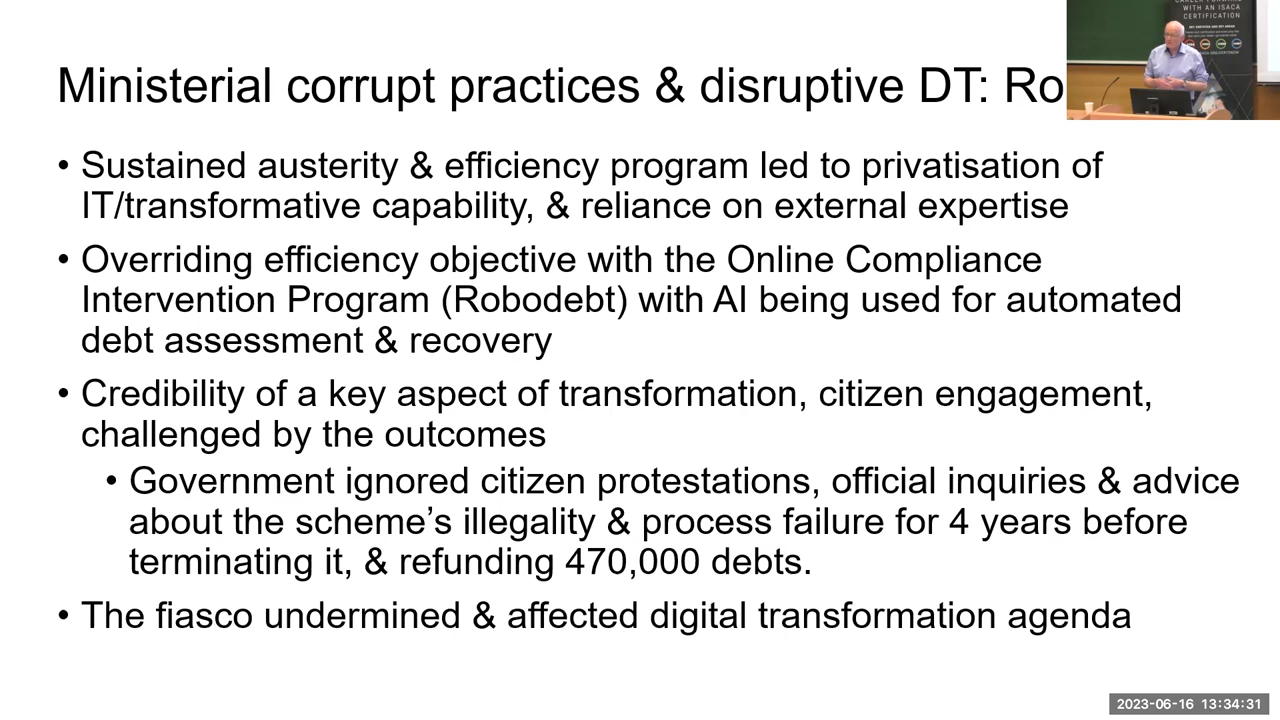 Ministerial corrupt practices & disruptive DT: Ro
WITH AN ISACA
CERTIFICATION
• Sustained austerity & efficiency program led to privatisation of
IT/transformative capability, & reliance on external expertise
• Overriding efficiency objective with the Online Compliance
Intervention Program (Robodebt) with AI being used for automated
debt assessment & recovery
• Credibility of a key aspect of transformation, citizen engagement,
challenged by the outcomes
• Government ignored citizen protestations, official inquiries & advice
about the scheme’s illegality & process failure for 4 years before
terminating it, & refunding 470,000 debts.
• The fiasco undermined & affected digital transformation agenda
2023-06-16 13:34:31